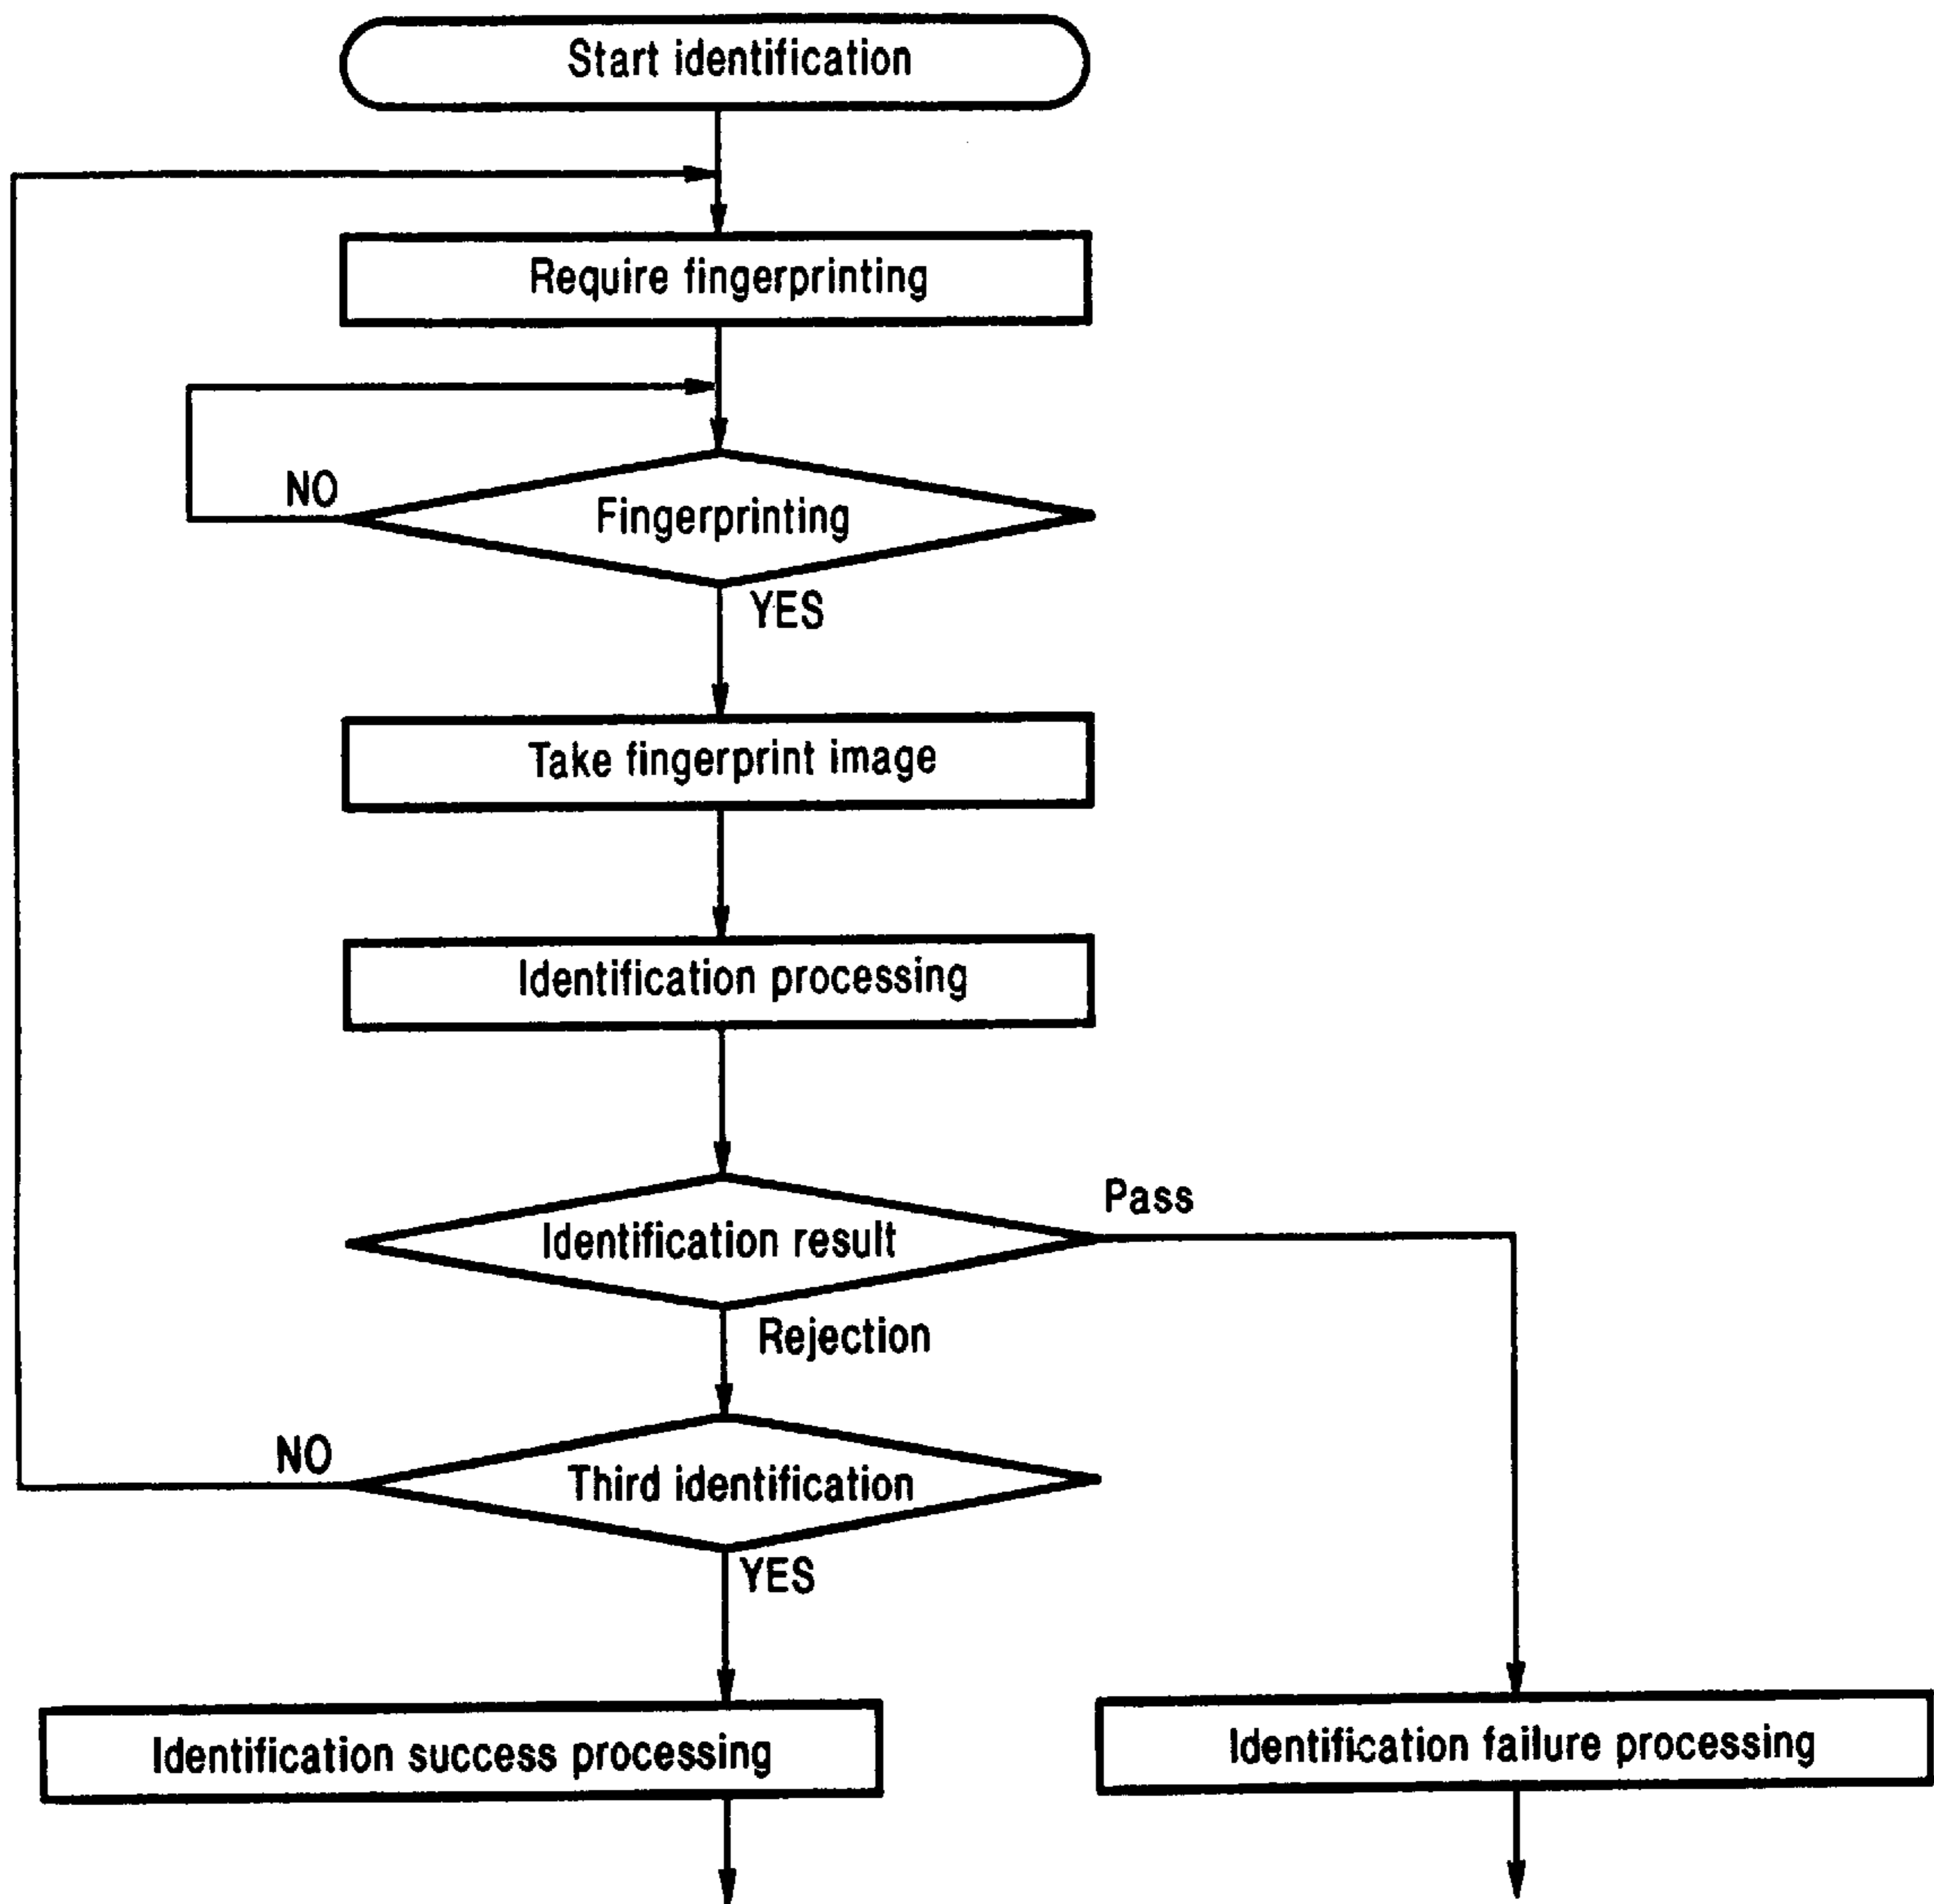 Start identification
Require fingerprinting
NO
Fingerprinting
YES
Take fingerprint image
Identification processing
Pass
Identification result
Rejection
NO
Third identification
YES
Identification success processing
Identification failure processing